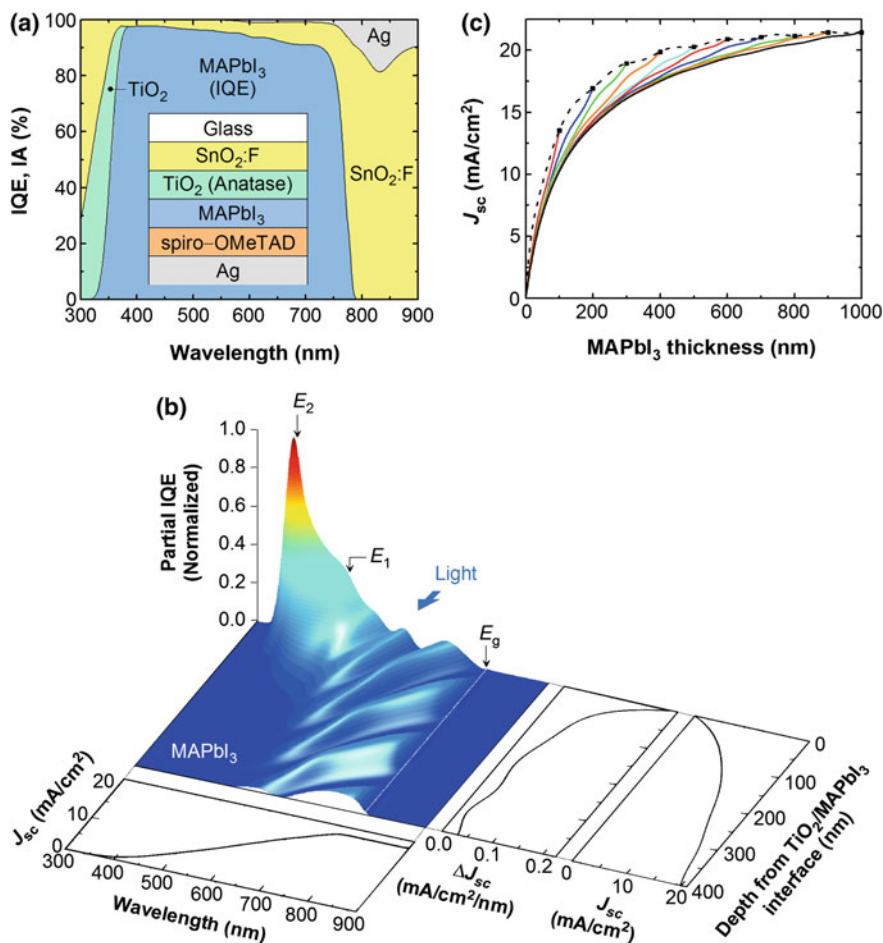 (a)
IQE, IA (%)
100
80
60
40
20
0
300 400 500 600 700 800 900
Wavelength (nm)
Ag
TiO2
MAPbI3
(IQE)
SnO2:F
Glass
SnO2:F
TiO2 (Anatase)
MAPbI3
spiro–OMeTAD
Ag
(c)
Jsc (mA/cm2)
20
15
10
5
0
0 200 400 600 800 1000
MAPbI3 thickness (nm)
(b)
Partial IQE
(Normalized)
1.0
0.8
0.6
0.4
0.2
0.0
E2
E1
Light
Eg
MAPbI3
Jsc (mA/cm2)
20
10
0
300 400 500 600 700 800 900
Wavelength (nm)
0.0 0.1 0.2
ΔJsc
(mA/cm2/nm)
0 10 20
Jsc
(mA/cm2)
0
100
200
300
400
Depth from TiO2/MAPbI3
interface (nm)